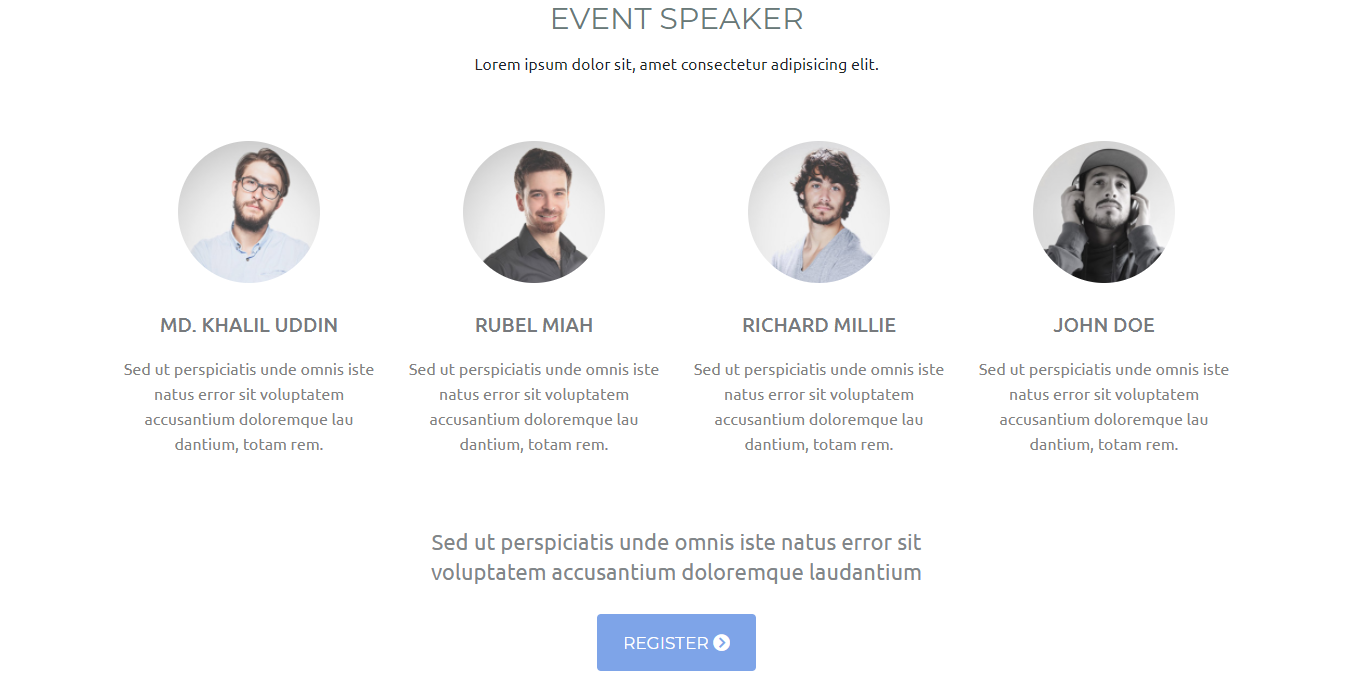 EVENT SPEAKER
Lorem ipsum dolor sit, amet consectetur adipisicing elit.
MD. KHALIL UDDIN
Sed ut perspiciatis unde omnis iste
natus error sit voluptatem
accusantium doloremque lau
dantium, totam rem.
RUBEL MIAH
Sed ut perspiciatis unde omnis iste
natus error sit voluptatem
accusantium doloremque lau
dantium, totam rem.
RICHARD MILLIE
Sed ut perspiciatis unde omnis iste
natus error sit voluptatem
accusantium doloremque lau
dantium, totam rem.
JOHN DOE
Sed ut perspiciatis unde omnis iste
natus error sit voluptatem
accusantium doloremque lau
dantium, totam rem.
Sed ut perspiciatis unde omnis iste natus error sit
voluptatem accusantium doloremque laudantium
REGISTER